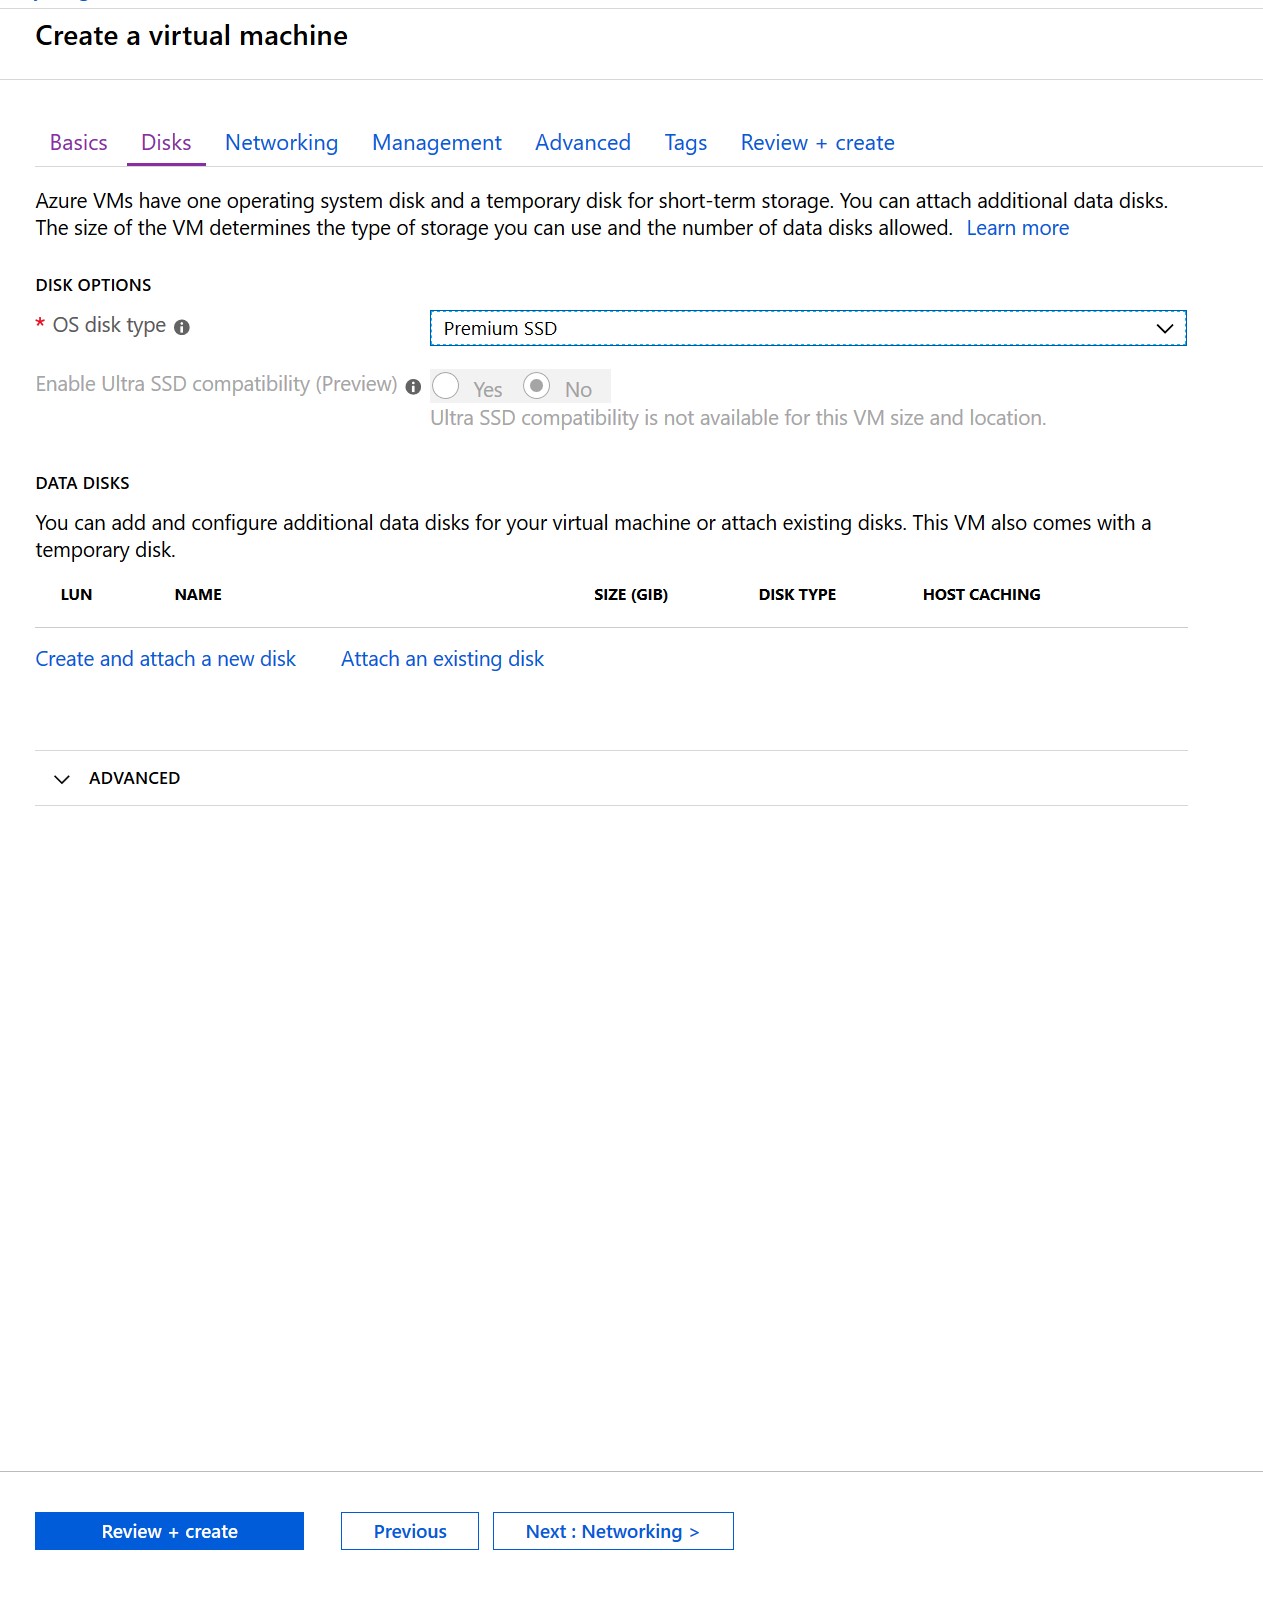 Create a virtual machine
Basics Disks Networking Management Advanced Tags Review + create
Azure VMs have one operating system disk and a temporary disk for short-term storage. You can attach additional data disks.
The size of the VM determines the type of storage you can use and the number of data disks allowed. Learn more
DISK OPTIONS
* OS disk type Premium SSD
Enable Ultra SSD compatibility (Preview) Yes No
Ultra SSD compatibility is not available for this VM size and location.
DATA DISKS
You can add and configure additional data disks for your virtual machine or attach existing disks. This VM also comes with a
temporary disk.
LUN NAME SIZE (GIB) DISK TYPE HOST CACHING
Create and attach a new disk Attach an existing disk
ADVANCED
Review + create Previous Next : Networking >